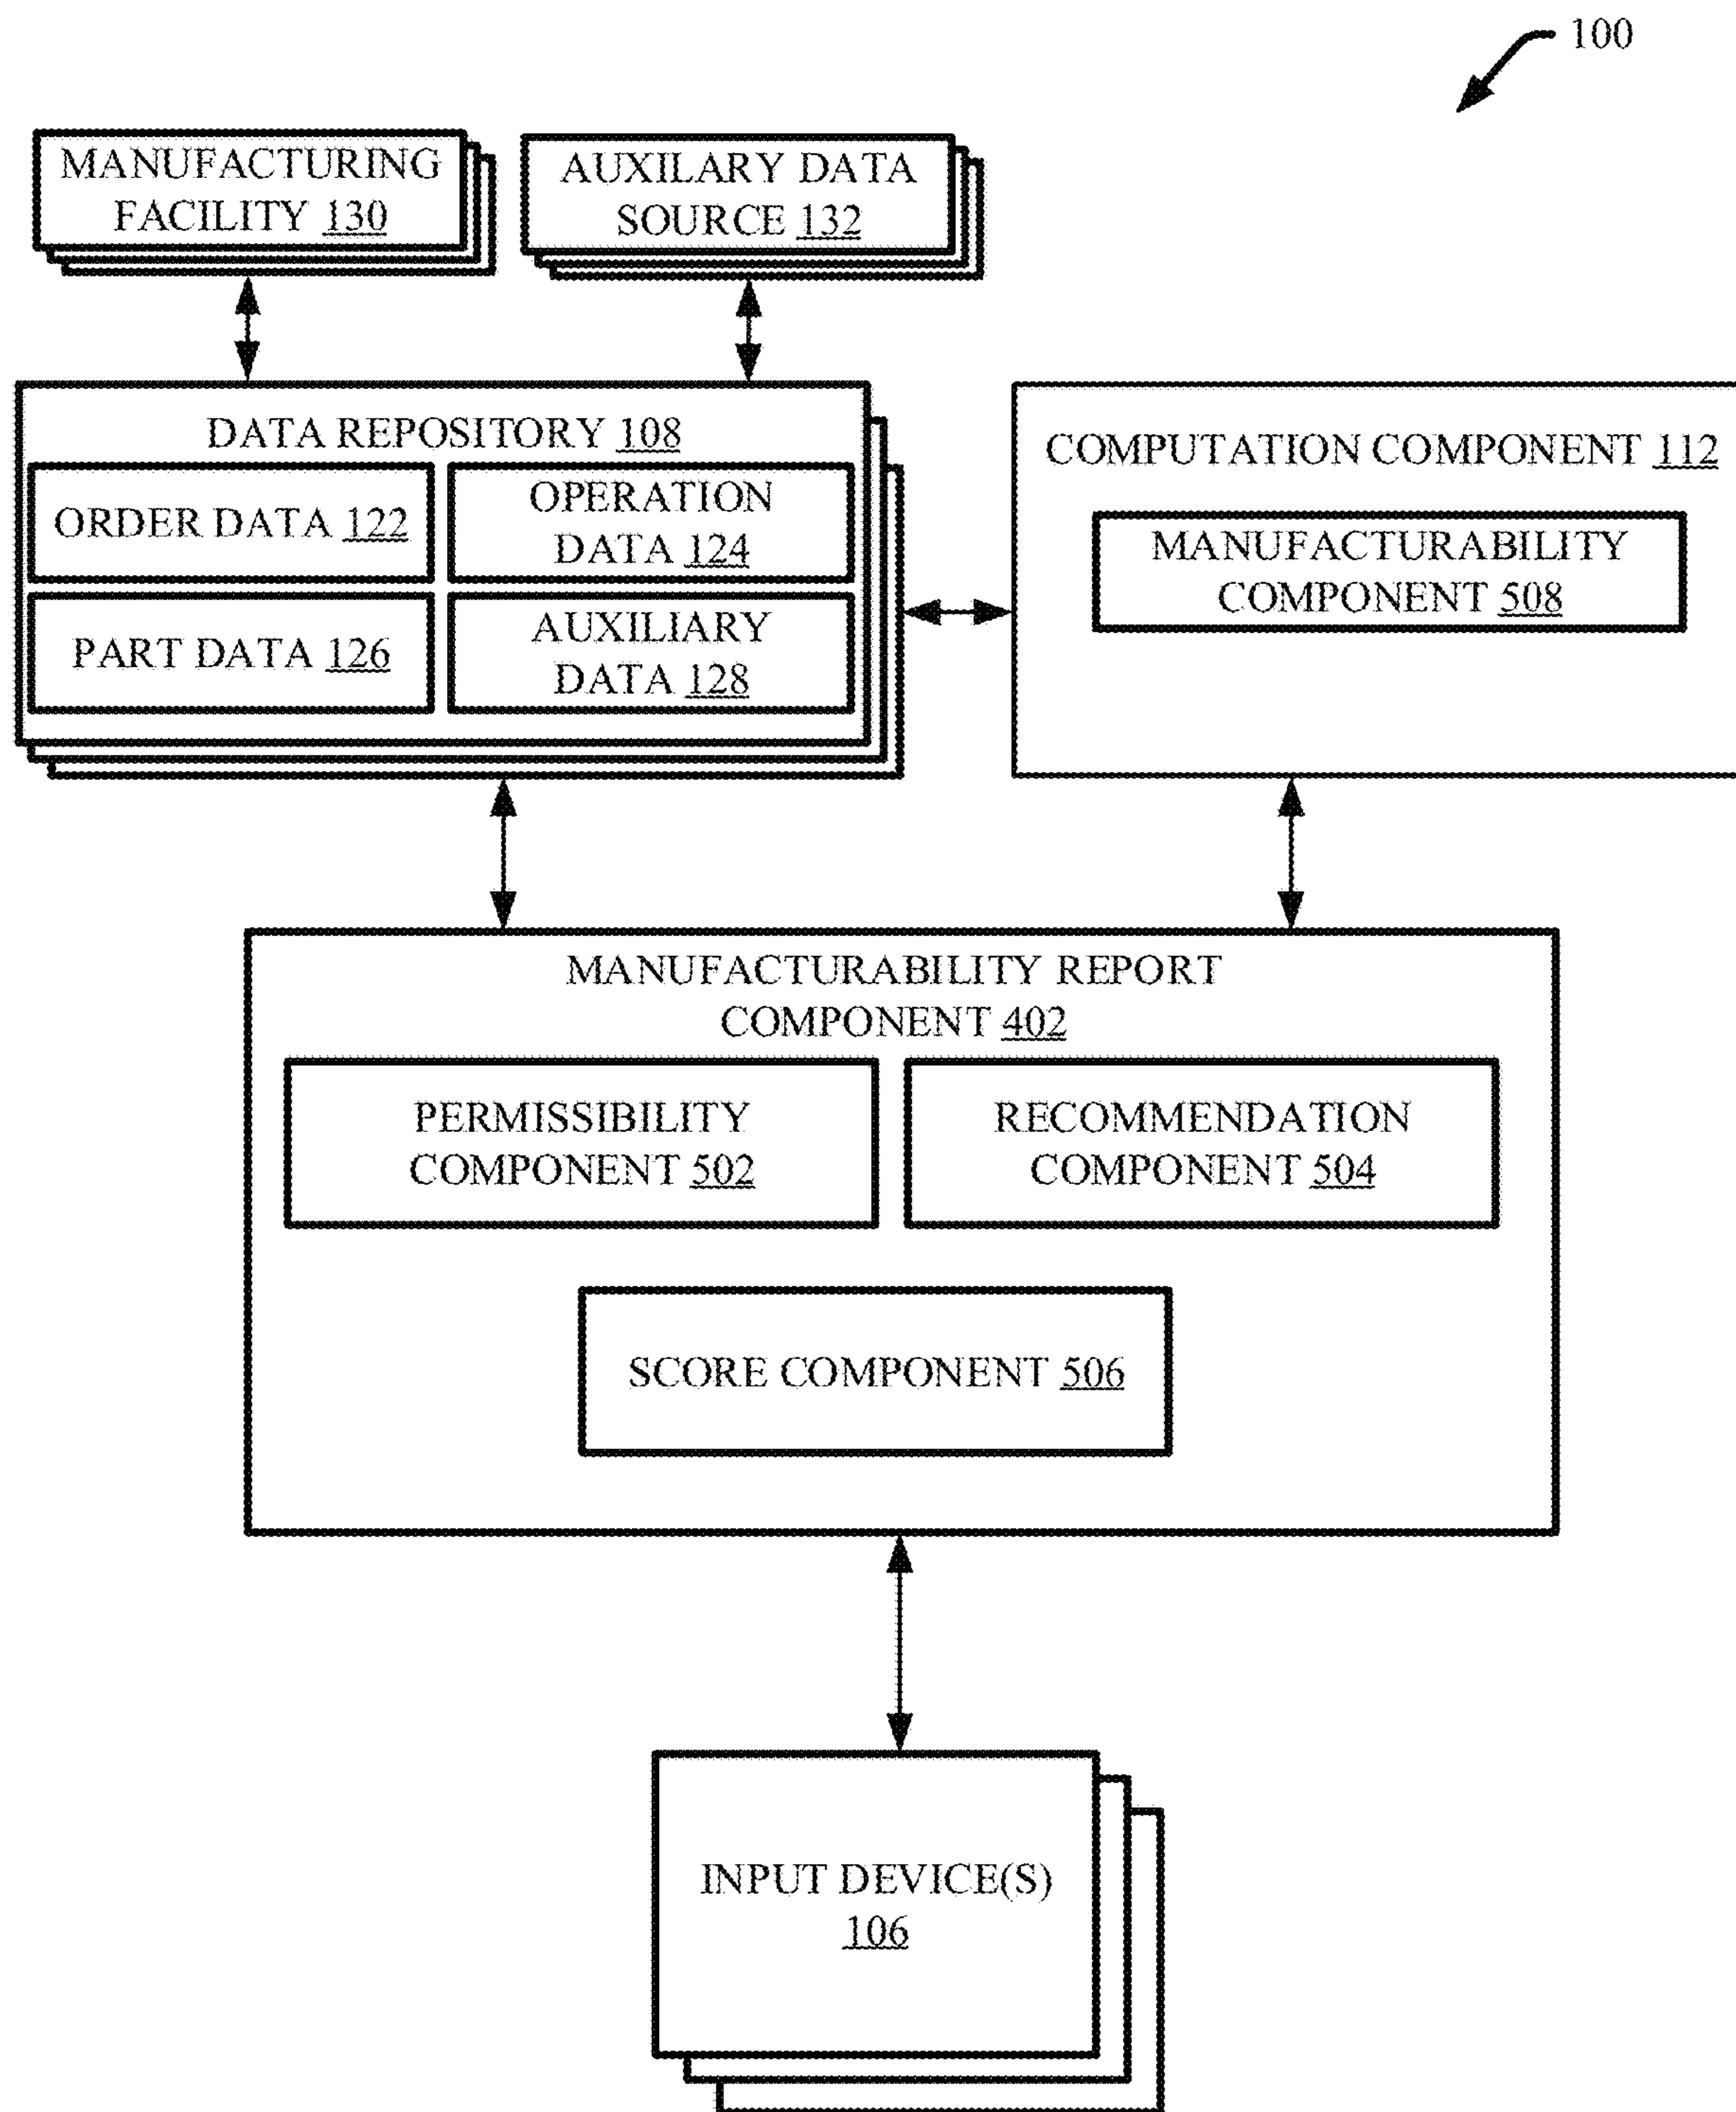 100
MANUFACTURING
FACILITY 130
AUXILARY DATA
SOURCE 132
DATA REPOSITORY 108
ORDER DATA 122
OPERATION
DATA 124
PART DATA 126
AUXILIARY
DATA 128
COMPUTATION COMPONENT 112
MANUFACTURABILITY
COMPONENT 508
MANUFACTURABILITY REPORT
COMPONENT 402
PERMISSIBILITY
COMPONENT 502
RECOMMENDATION
COMPONENT 504
SCORE COMPONENT 506
INPUT DEVICE(S)
106